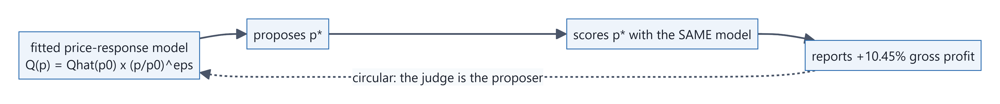 fitted price-response model
Q(p) = Qhat(p0) x (p/p0)^eps
proposes p*
scores p* with the SAME model
reports +10.45% gross profit
circular: the judge is the proposer